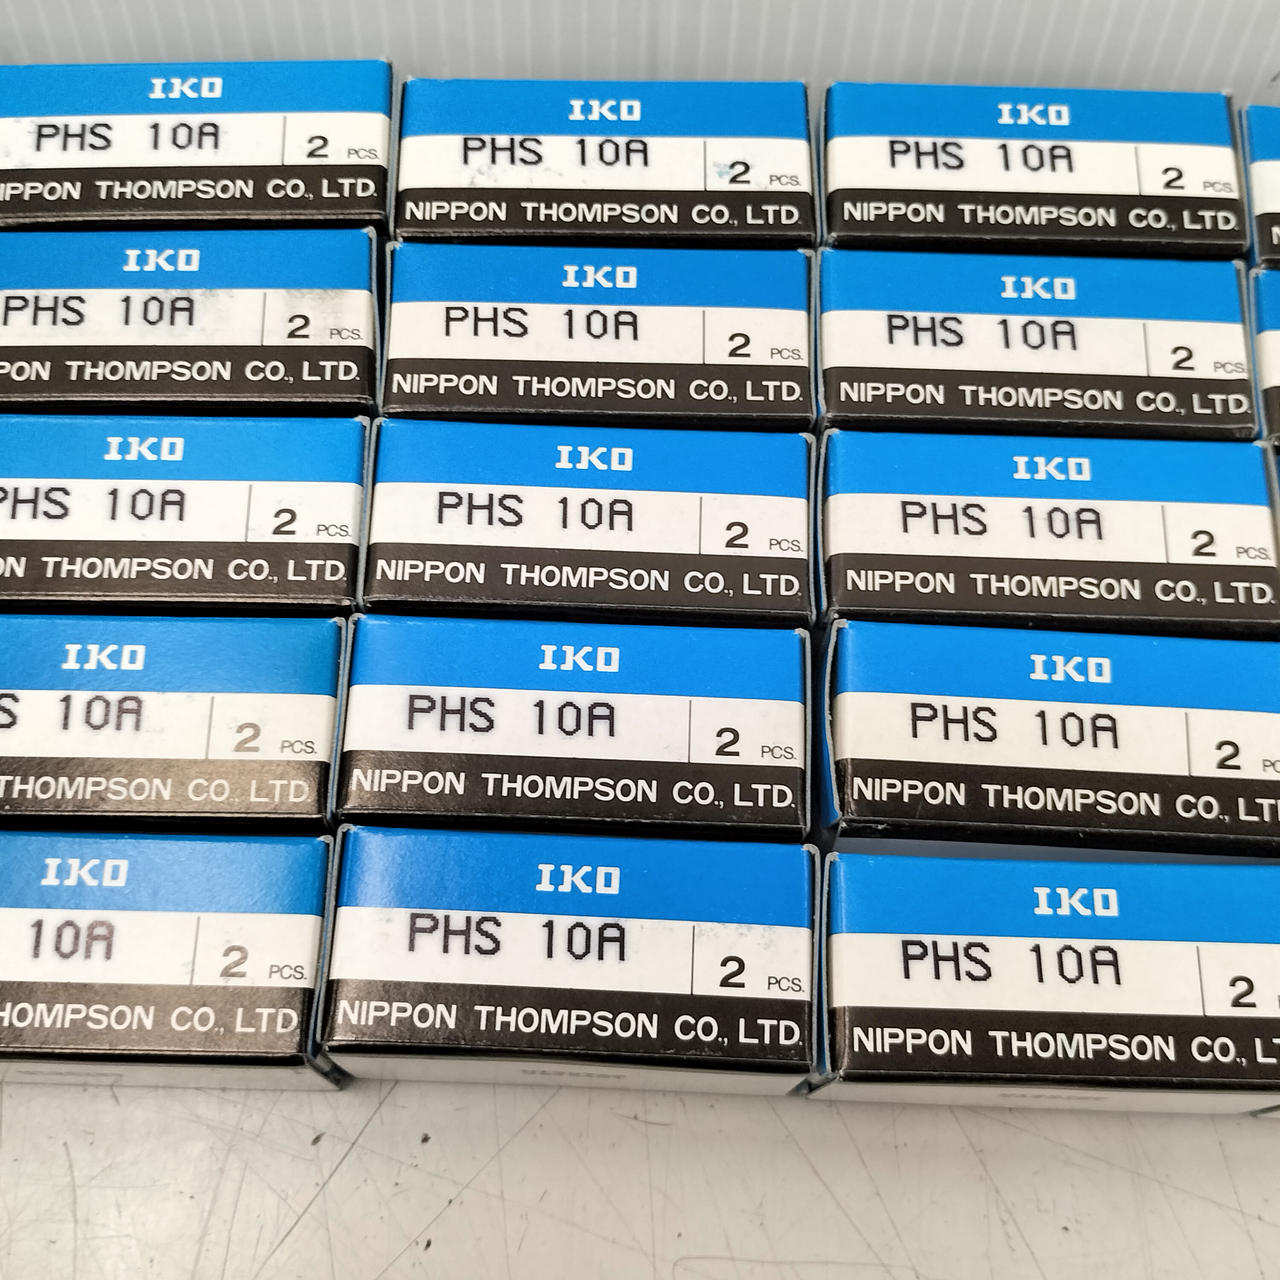 IKO
PHS 10A 2 PCS.
IPPON THOMPSON CO., LTD.
IKO
PHS 10A 2 PCS.
NIPPON THOMPSON CO., LTD.
IKO
PHS 10A 2 PCS.
NIPPON THOMPSON CO., LTD.
IKO
PHS 10A 2 PCS.
PON THOMPSON CO., LTD.
IKO
PHS 10A 2 PCS.
NIPPON THOMPSON CO., LTD.
IKO
PHS 10A 2 PCS.
NIPPON THOMPSON CO., LTD.
IKO
PHS 10A 2 PCS.
ON THOMPSON CO., LTD.
IKO
PHS 10A 2 PCS.
NIPPON THOMPSON CO., LTD.
IKO
PHS 10A 2 PCS.
NIPPON THOMPSON CO., LTD.
IKO
S 10A 2 PCS.
THOMPSON CO., LTD.
IKO
PHS 10A 2 PCS.
NIPPON THOMPSON CO., LTD.
IKO
PHS 10A 2 PC
NIPPON THOMPSON CO., LT
IKO
10A 2 PCS.
HOMPSON CO., LTD.
IKO
PHS 10A 2 PCS.
NIPPON THOMPSON CO., LTD.
IKO
PHS 10A 2
NIPPON THOMPSON CO., LT